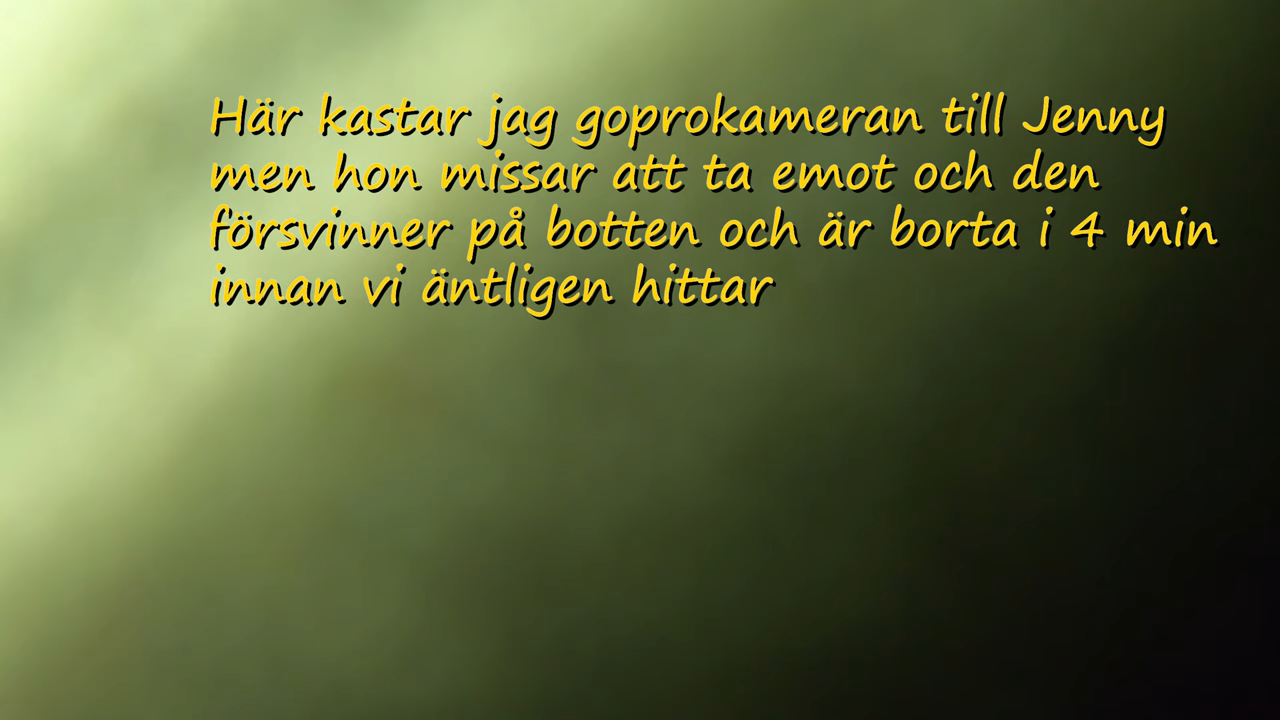 Här kastar jag goprokameran till Jenny
men hon missar att ta emot och den
försvinner på botten och är borta i 4 min
innan vi äntligen hittar